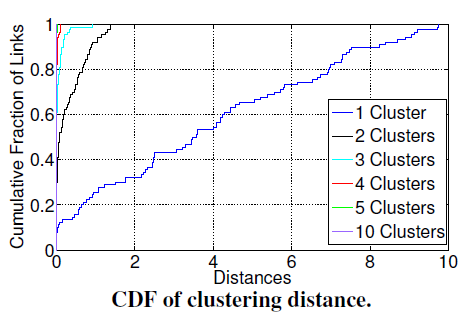 Cumulative Fraction of Links
1
0.8
0.6
0.4
0.2
0
0 2 4 6 8 10
1 Cluster
2 Clusters
3 Clusters
4 Clusters
5 Clusters
10 Clusters
Distances
CDF of clustering distance.